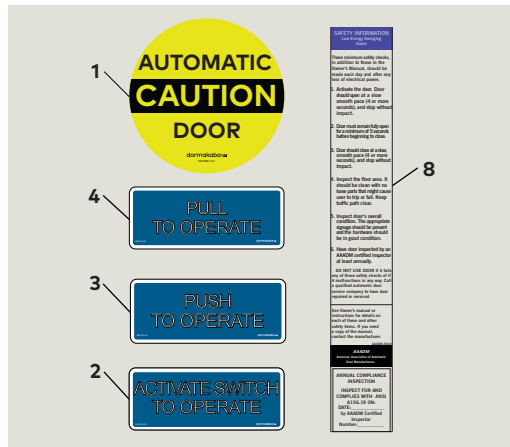 1
AUTOMATIC
CAUTION
DOOR
dormakaba
4
PULL
TO OPERATE
dormakaba
3
PUSH
TO OPERATE
dormakaba
2
ACTIVATE SWITCH
TO OPERATE
dormakaba
8
SAFETY INFORMATION
Low Energy Swinging
Doors
These minimum safety checks,
in addition to those in the
Owner's Manual, should be
made each day and after any
loss of electrical power.
1. Activate the door. Door
should open at a slow
smooth pace (4 or more
seconds), and stop without
impact.
2. Door must remain fully open
for a minimum of 5 seconds
before beginning to close.
3. Door should close at a slow,
smooth pace (4 or more
seconds), and stop without
impact.
4. Inspect the floor area. It
should be clean with no
loose parts that might cause
user to trip or fall. Keep
traffic path clear.
5. Inspect door's overall
condition. The appropriate
signage should be present
and the hardware should
be in good condition.
6. Have door inspected by an
AAADM certified inspector
at least annually.
DO NOT USE DOOR if it fails
any of these safety checks of if
it malfunctions in any way. Call
a qualified automatic door
service company to have door
repaired or serviced.
See Owner's manual or
instructions for details on
each of these and other
safety items. If you need
a copy of the manual,
contact the manufacturer.
AAADM
American Association of Automatic
Door Manufacturers
ANNUAL COMPLIANCE
INSPECTION
INSPECT FOR AND
COMPLIES WITH ANSI
A156.19 ON:
DATE:
by AAADM Certified
Inspector
Number: